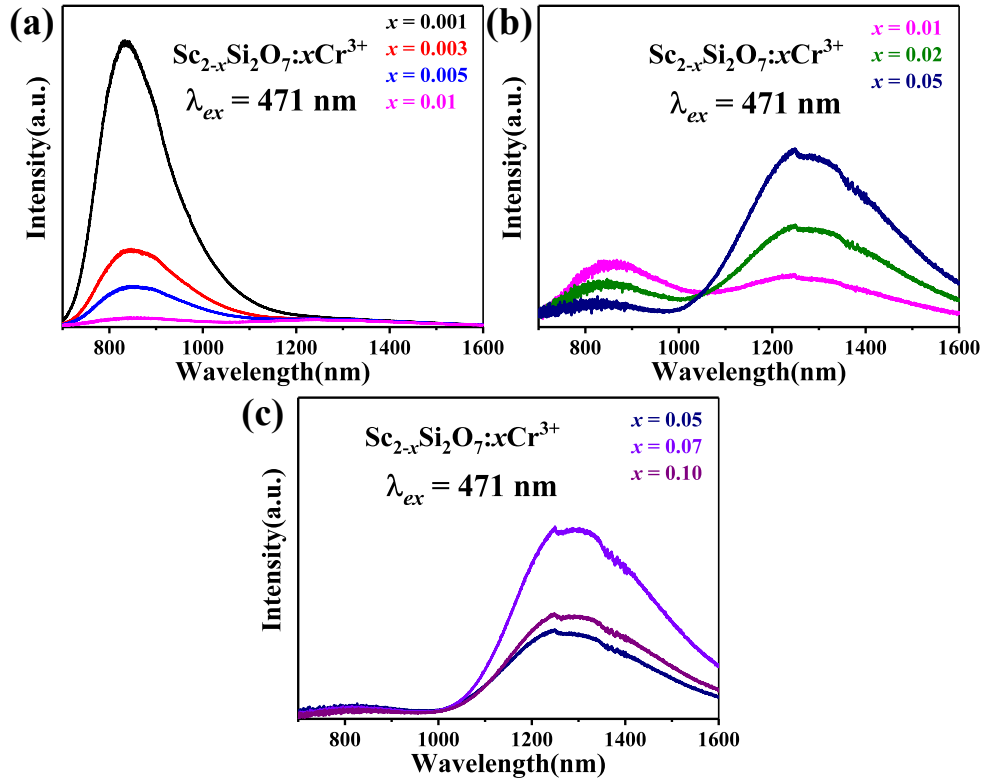 (a)
x = 0.001
x = 0.003
x = 0.005
x = 0.01
Sc₂₋ₓSi₂O₇:xCr³⁺
λₑₓ = 471 nm
Intensity(a.u.)
800 1000 1200 1400 1600
Wavelength(nm)
(b)
x = 0.01
x = 0.02
x = 0.05
Sc₂₋ₓSi₂O₇:xCr³⁺
λₑₓ = 471 nm
Intensity(a.u.)
800 1000 1200 1400 1600
Wavelength(nm)
(c)
x = 0.05
x = 0.07
x = 0.10
Sc₂₋ₓSi₂O₇:xCr³⁺
λₑₓ = 471 nm
Intensity(a.u.)
800 1000 1200 1400 1600
Wavelength(nm)